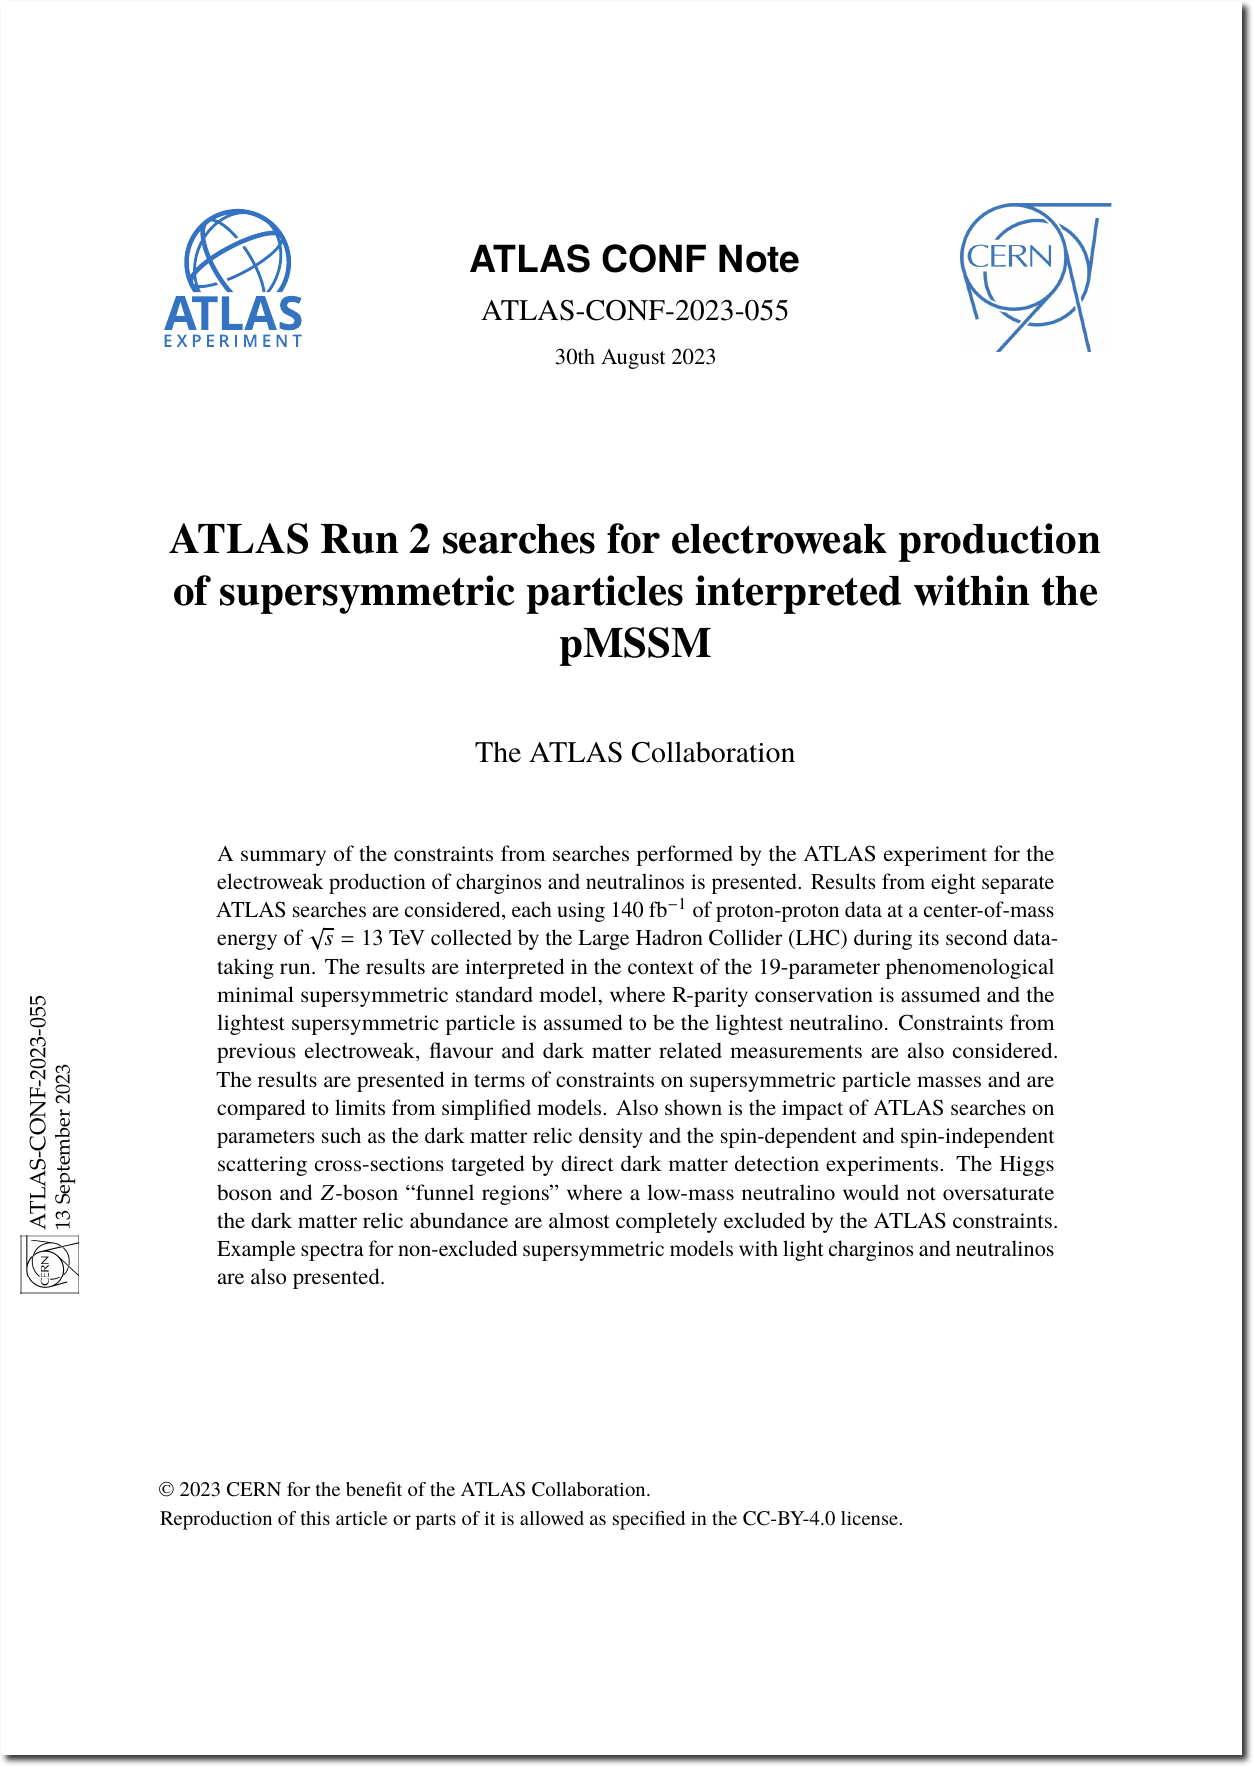 ATLAS
EXPERIMENT
ATLAS CONF Note
ATLAS-CONF-2023-055
30th August 2023
CERN
ATLAS Run 2 searches for electroweak production
of supersymmetric particles interpreted within the
pMSSM
The ATLAS Collaboration
A summary of the constraints from searches performed by the ATLAS experiment for the
electroweak production of charginos and neutralinos is presented. Results from eight separate
ATLAS searches are considered, each using 140 fb⁻¹ of proton-proton data at a center-of-mass
energy of √s = 13 TeV collected by the Large Hadron Collider (LHC) during its second data-
taking run. The results are interpreted in the context of the 19-parameter phenomenological
minimal supersymmetric standard model, where R-parity conservation is assumed and the
lightest supersymmetric particle is assumed to be the lightest neutralino. Constraints from
previous electroweak, flavour and dark matter related measurements are also considered.
The results are presented in terms of constraints on supersymmetric particle masses and are
compared to limits from simplified models. Also shown is the impact of ATLAS searches on
parameters such as the dark matter relic density and the spin-dependent and spin-independent
scattering cross-sections targeted by direct dark matter detection experiments. The Higgs
boson and Z-boson “funnel regions” where a low-mass neutralino would not oversaturate
the dark matter relic abundance are almost completely excluded by the ATLAS constraints.
Example spectra for non-excluded supersymmetric models with light charginos and neutralinos
are also presented.
ATLAS-CONF-2023-055
13 September 2023
CERN
© 2023 CERN for the benefit of the ATLAS Collaboration.
Reproduction of this article or parts of it is allowed as specified in the CC-BY-4.0 license.